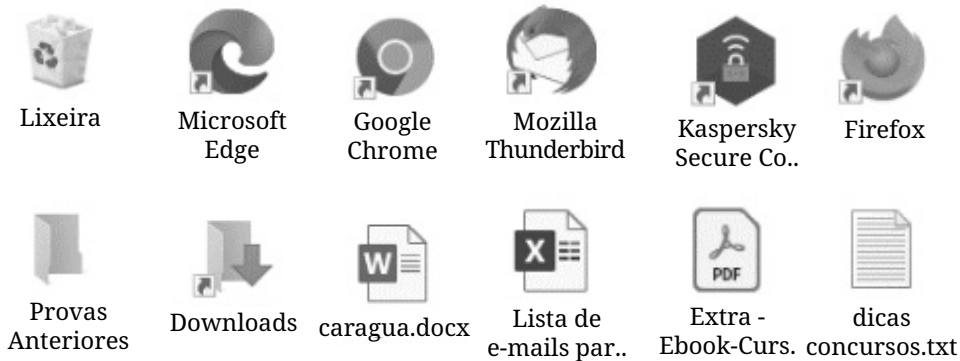 Lixeira
Microsoft
Edge
Google
Chrome
Mozilla
Thunderbird
Kaspersky
Secure Co..
Firefox
Provas
Anteriores
Downloads
W
caragua.docx
X
Lista de
e-mails par..
PDF
Extra -
Ebook-Curs.
dicas
concursos.txt